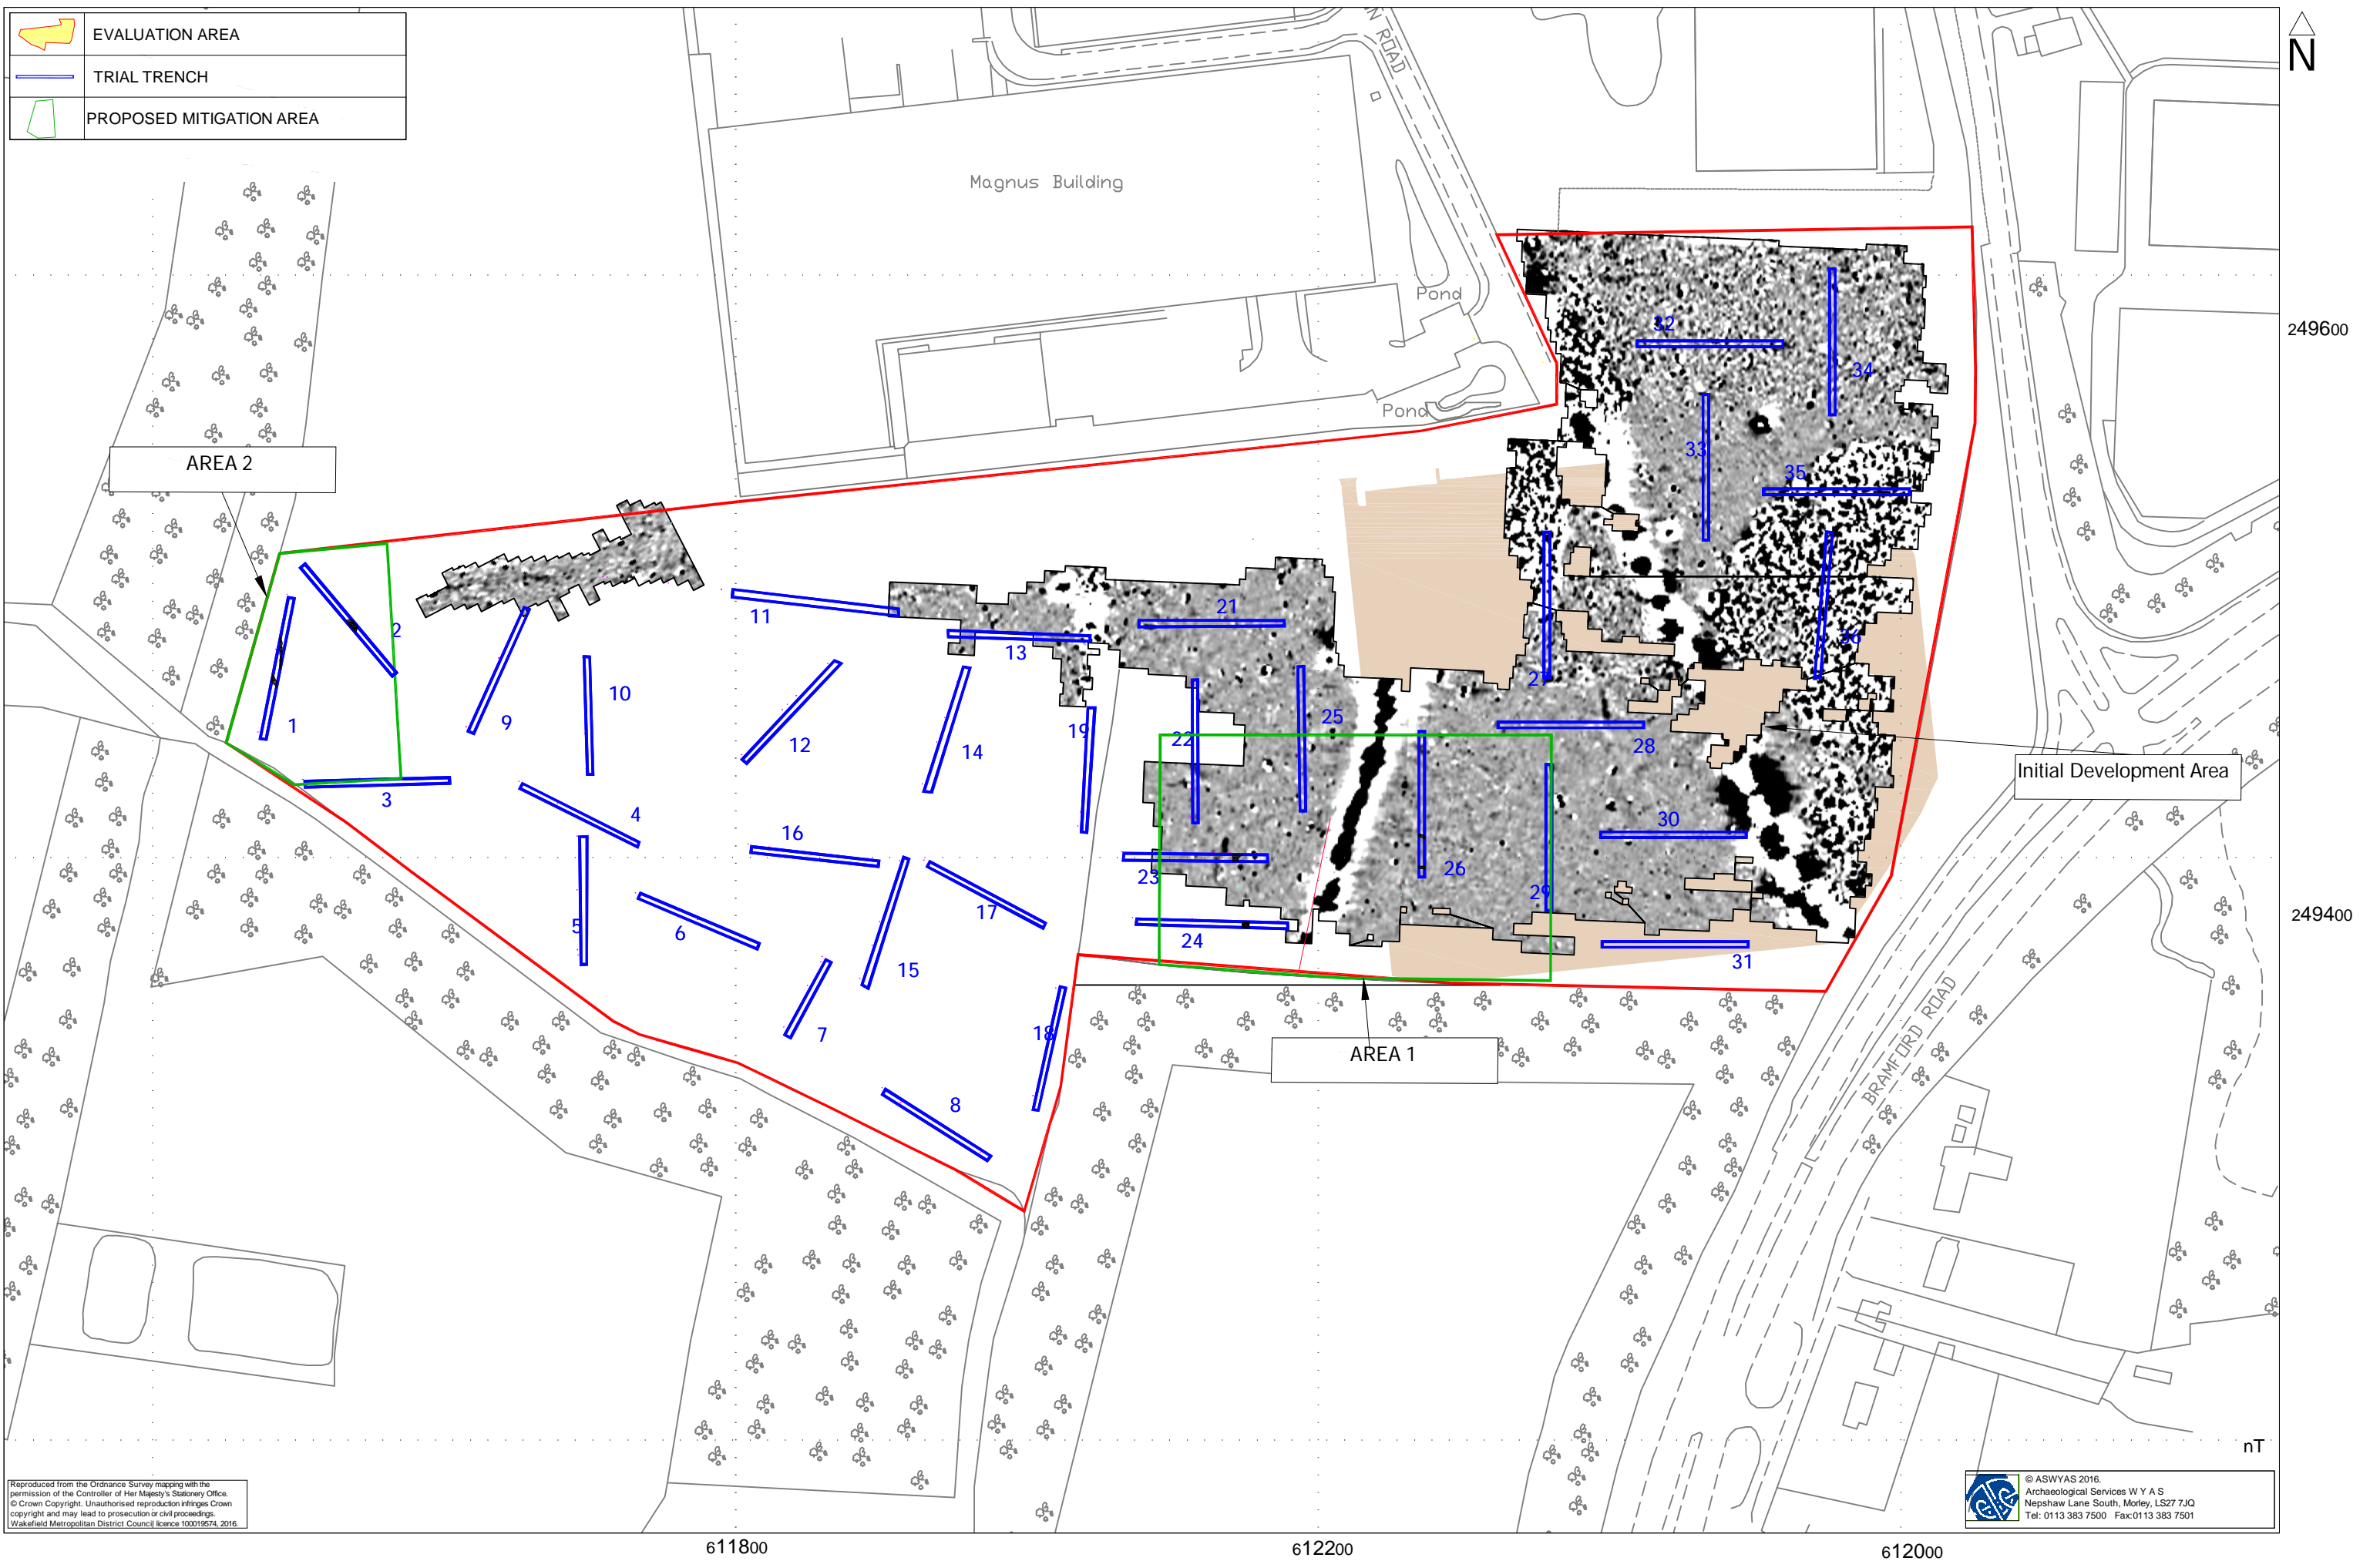 EVALUATION AREA
TRIAL TRENCH
PROPOSED MITIGATION AREA
N
N ROAD
Magnus Building
Pond
249600
32
34
Pond
33
AREA 2
35
11
21
2
13
36
10
27
1
9
25
19
22
12
14
28
Initial Development Area
3
4
30
16
26
23
29
17
249400
5
6
24
31
15
7
18
BRAMFORD ROAD
AREA 1
8
nT
Reproduced from the Ordnance Survey mapping with the
permission of the Controller of Her Majesty's Stationery Office.
© Crown Copyright. Unauthorised reproduction infringes Crown
copyright and may lead to prosecution or civil proceedings.
Wakefield Metropolitan District Council licence 100019574, 2016.
© ASWYAS 2016.
Archaeological Services W Y A S
Nepshaw Lane South, Morley, LS27 7JQ
Tel: 0113 383 7500 Fax:0113 383 7501
611800
612200
612000